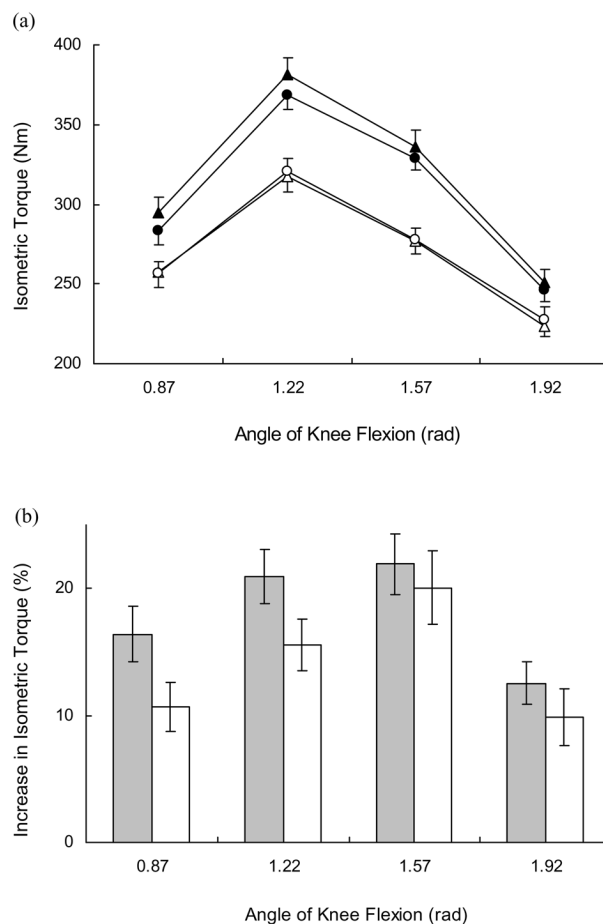 (a)
400
350
300
250
200
Isometric Torque (Nm)
0.87 1.22 1.57 1.92
Angle of Knee Flexion (rad)
(b)
20
10
0
Increase in Isometric Torque (%)
0.87 1.22 1.57 1.92
Angle of Knee Flexion (rad)